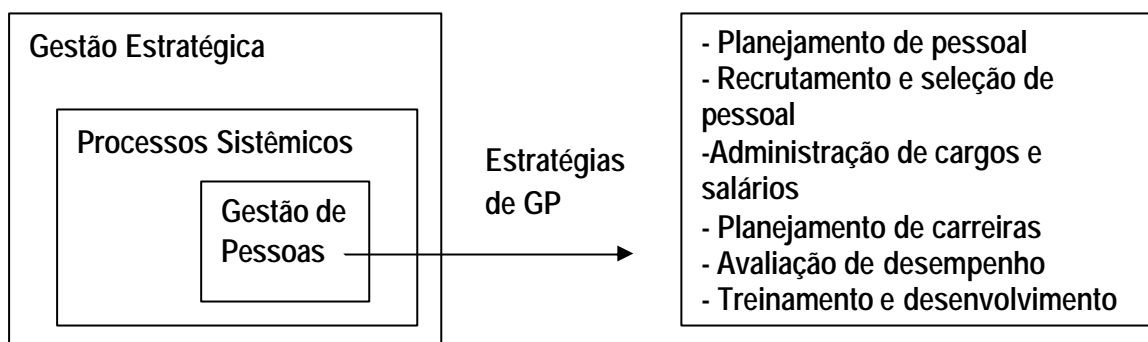 Gestão Estratégica
Processos Sistêmicos
Gestão de
Pessoas
Estratégias
de GP
- Planejamento de pessoal
- Recrutamento e seleção de
pessoal
-Administração de cargos e
salários
- Planejamento de carreiras
- Avaliação de desempenho
- Treinamento e desenvolvimento